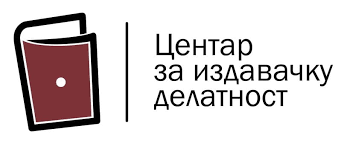 Центар
за издавачку
делатност